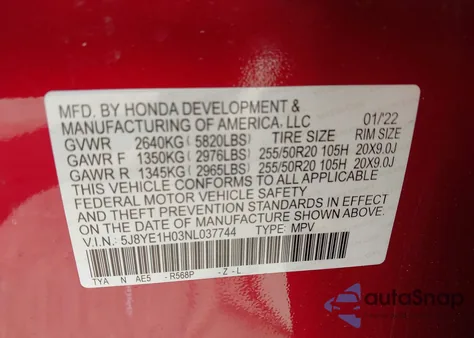 MFD. BY HONDA DEVELOPMENT &
MANUFACTURING OF AMERICA, LLC 01/'22
GVWR 2640KG ( 5820LBS) TIRE SIZE RIM SIZE
GAWR F 1350KG ( 2976LBS) 255/50R20 105H 20X9.0J
GAWR R 1345KG ( 2965LBS) 255/50R20 105H 20X9.0J
THIS VEHICLE CONFORMS TO ALL APPLICABLE
FEDERAL MOTOR VEHICLE SAFETY
AND THEFT PREVENTION STANDARDS IN EFFECT
ON THE DATE OF MANUFACTURE SHOWN ABOVE.
V.I.N.: 5J8YE1H03NL037744 TYPE: MPV
TYA N AE5 - R568P - Z - L
autoSnap